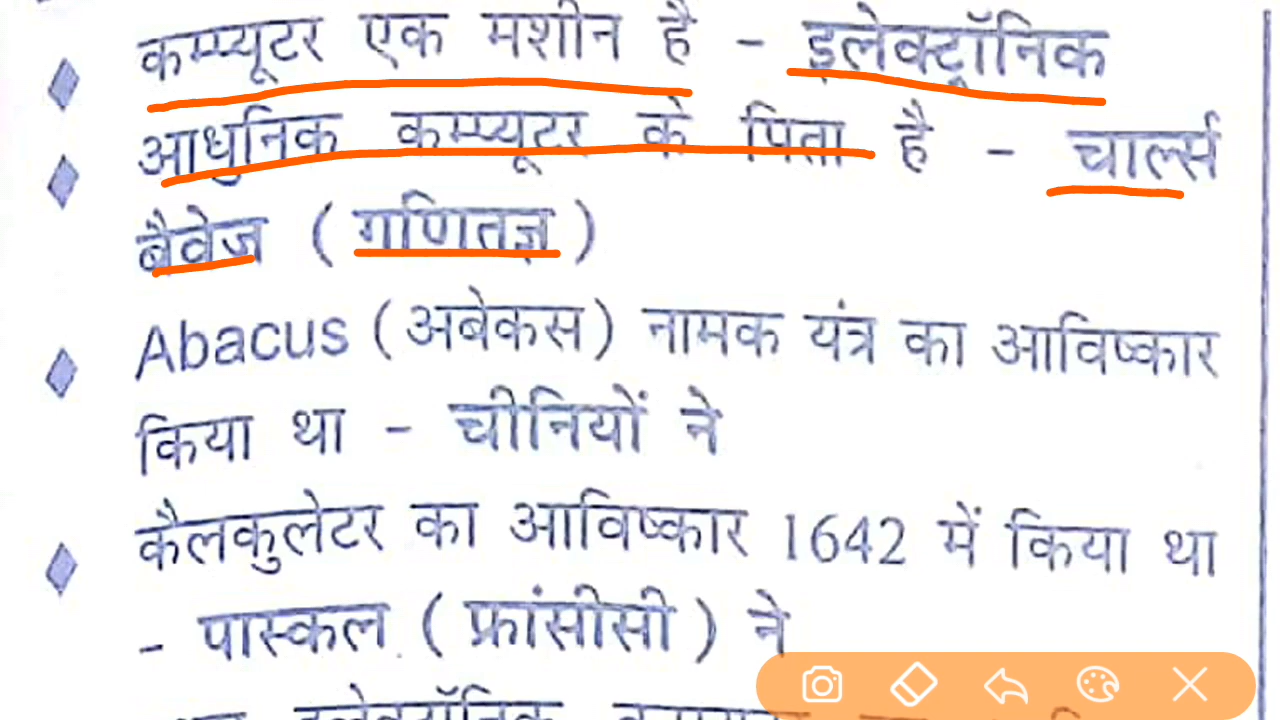 कम्प्यूटर एक मशीन है - इलेक्ट्रॉनिक
आधुनिक कम्प्यूटर के पिता है - चार्ल्स
बैवेज ( गणितज्ञ )
Abacus ( अबेकस ) नामक यंत्र का आविष्कार
किया था - चीनियों ने
कैलकुलेटर का आविष्कार 1642 में किया था
- पास्कल ( फ्रांसीसी ) ने